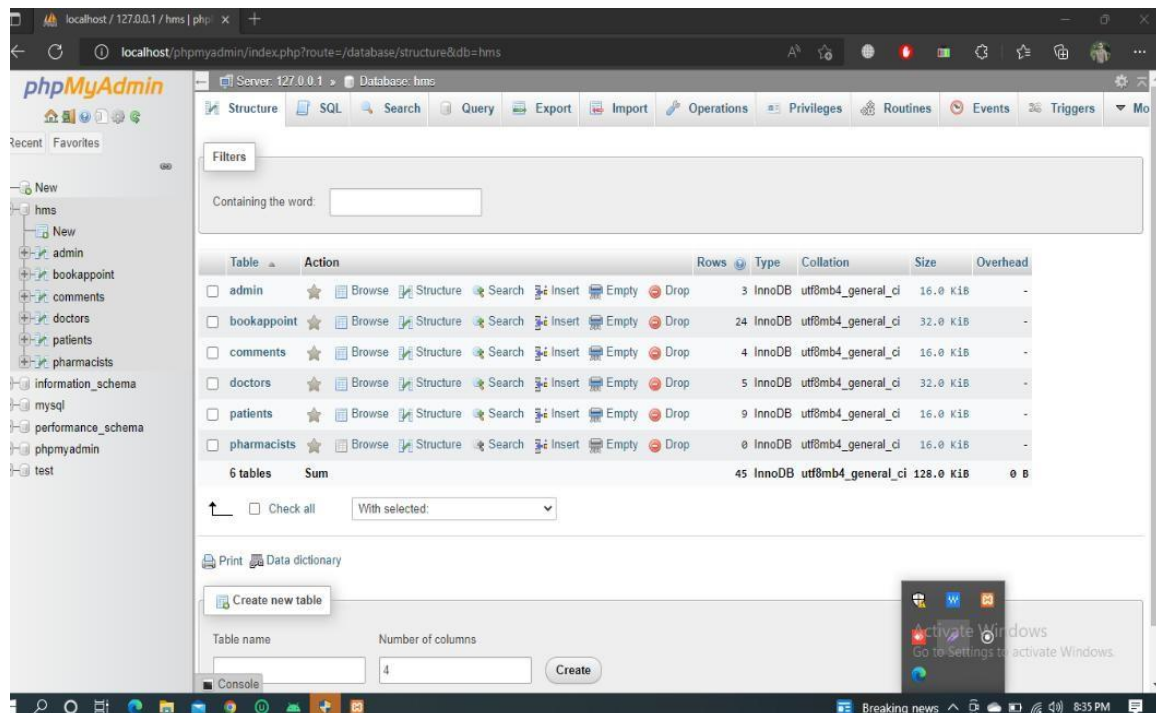 localhost / 127.0.0.1 / hms | php
localhost/phpmyadmin/index.php?route=/database/structure&db=hms
phpMyAdmin
Recent Favorites
New
hms
New
admin
bookappoint
comments
doctors
patients
pharmacists
information_schema
mysql
performance_schema
phpmyadmin
test
Server: 127.0.0.1 » Database: hms
Structure SQL Search Query Export Import Operations Privileges Routines Events Triggers Mo
Filters
Containing the word:
Table Action Rows Type Collation Size Overhead
admin Browse Structure Search Insert Empty Drop 3 InnoDB utf8mb4_general_ci 16.0 KiB -
bookappoint Browse Structure Search Insert Empty Drop 24 InnoDB utf8mb4_general_ci 32.0 KiB -
comments Browse Structure Search Insert Empty Drop 4 InnoDB utf8mb4_general_ci 16.0 KiB -
doctors Browse Structure Search Insert Empty Drop 5 InnoDB utf8mb4_general_ci 32.0 KiB -
patients Browse Structure Search Insert Empty Drop 9 InnoDB utf8mb4_general_ci 16.0 KiB -
pharmacists Browse Structure Search Insert Empty Drop 0 InnoDB utf8mb4_general_ci 16.0 KiB -
6 tables Sum 45 InnoDB utf8mb4_general_ci 128.0 KiB 0 B
Check all With selected:
Print Data dictionary
Create new table
Table name Number of columns
4 Create
Console
Activate Windows
Go to Settings to activate Windows.
Breaking news 8:35 PM